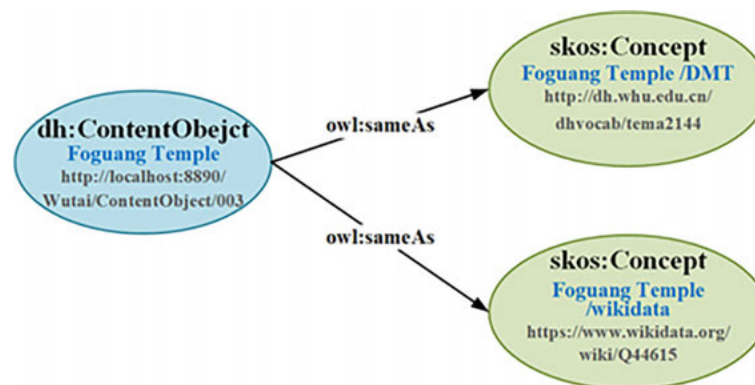 dh:ContentObejct
Foguang Temple
http://localhost:8890/
Wutai/ContentObject/003
owl:sameAs
owl:sameAs
skos:Concept
Foguang Temple /DMT
http://dh.whu.edu.cn/
dhvocab/tema2144
skos:Concept
Foguang Temple
/wikidata
https://www.wikidata.org/
wiki/Q44615